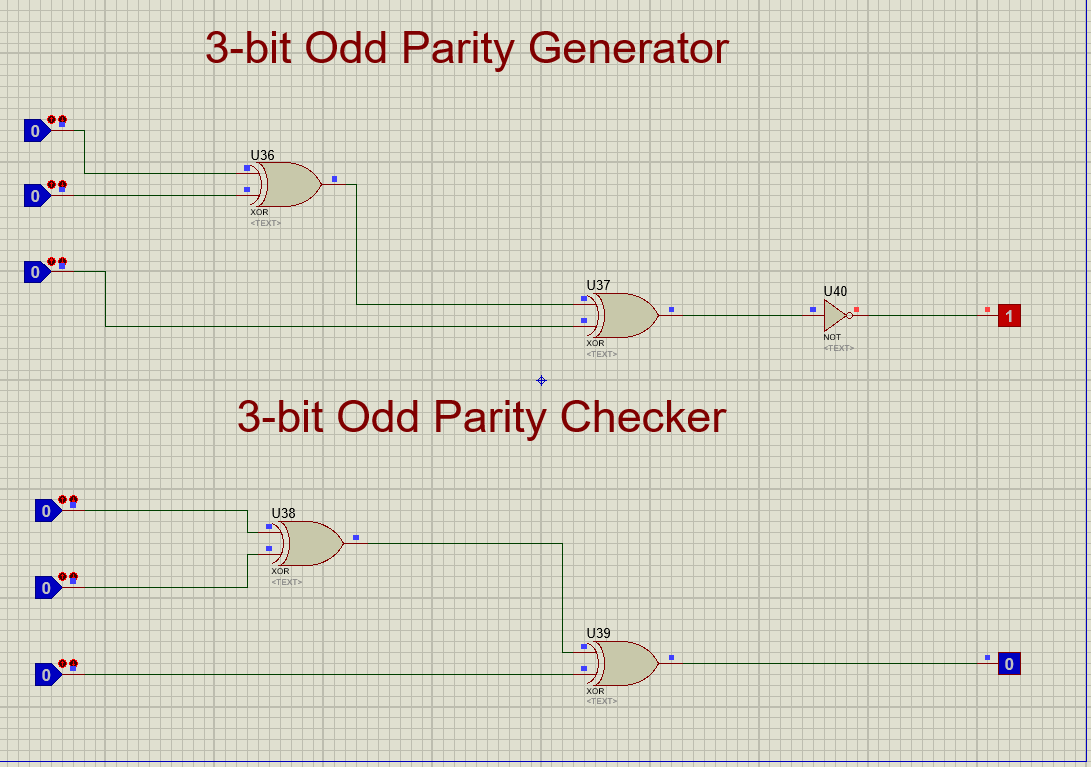 3-bit Odd Parity Generator
0
U36
0
XOR
<TEXT>
0
U37
U40
1
XOR
NOT
<TEXT>
<TEXT>
3-bit Odd Parity Checker
0
U38
XOR
<TEXT>
0
U39
0
0
XOR
<TEXT>